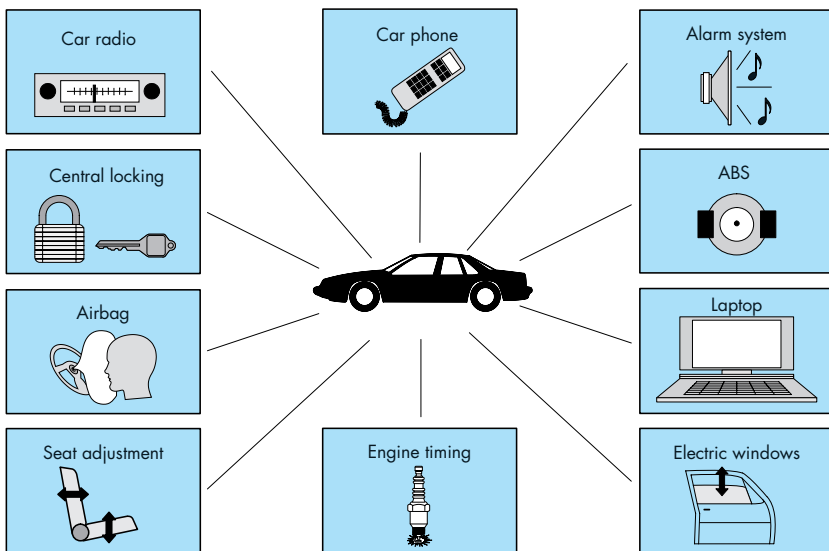 Car radio
Car phone
Alarm system
Central locking
ABS
Airbag
Laptop
Seat adjustment
Engine timing
Electric windows